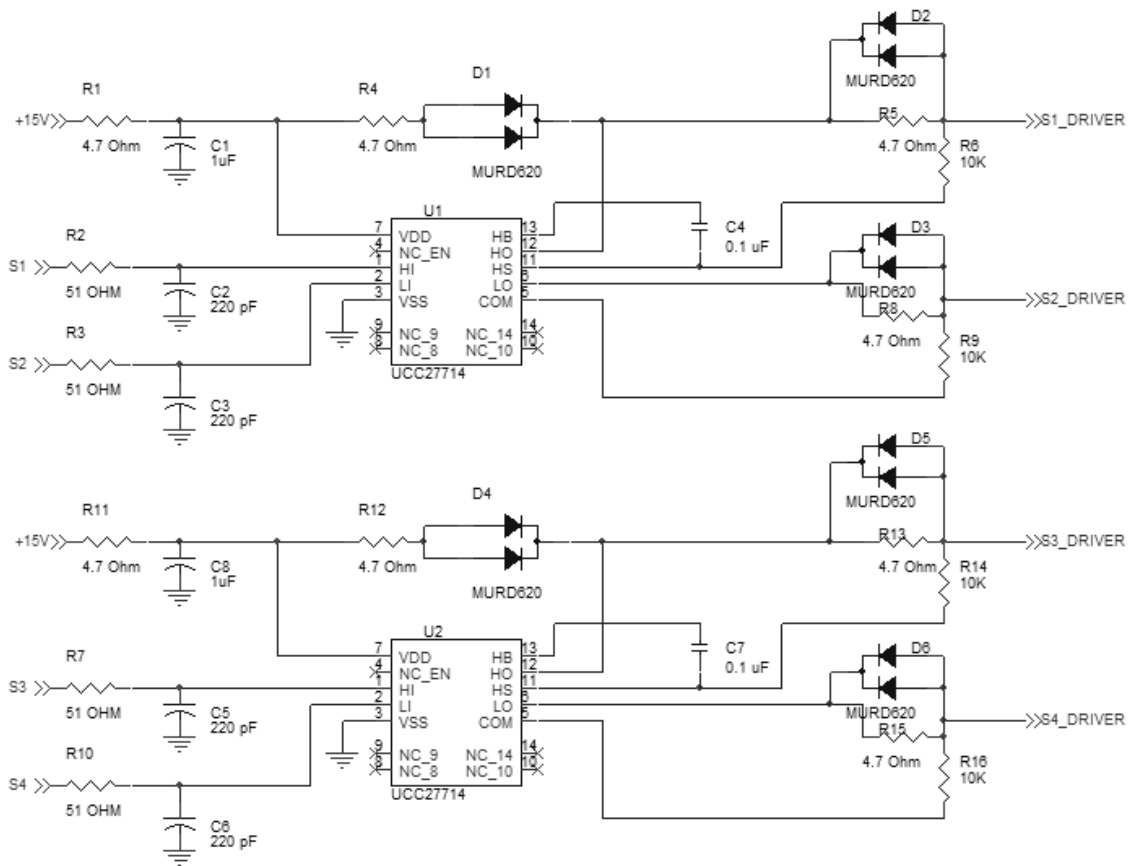 D2
MURD620
D1
R1
R4
R5
+15V
S1_DRIVER
4.7 Ohm
C1
1uF
4.7 Ohm
MURD620
4.7 Ohm
R6
10K
U1
7
VDD
HB
13
4
NC_EN
HO
12
1
HI
HS
11
2
LI
LO
6
3
VSS
COM
5
9
NC_9
NC_14
14
8
NC_8
NC_10
10
UCC27714
C4
0.1 uF
D3
MURD620
R8
S2_DRIVER
4.7 Ohm
R9
10K
R2
S1
51 OHM
C2
220 pF
R3
S2
51 OHM
C3
220 pF
D5
MURD620
D4
R11
R12
R13
+15V
S3_DRIVER
4.7 Ohm
C8
1uF
4.7 Ohm
MURD620
4.7 Ohm
R14
10K
U2
7
VDD
HB
13
4
NC_EN
HO
12
1
HI
HS
11
2
LI
LO
6
3
VSS
COM
5
9
NC_9
NC_14
14
8
NC_8
NC_10
10
UCC27714
C7
0.1 uF
D6
MURD620
R15
S4_DRIVER
4.7 Ohm
R16
10K
R7
S3
51 OHM
C5
220 pF
R10
S4
51 OHM
C6
220 pF